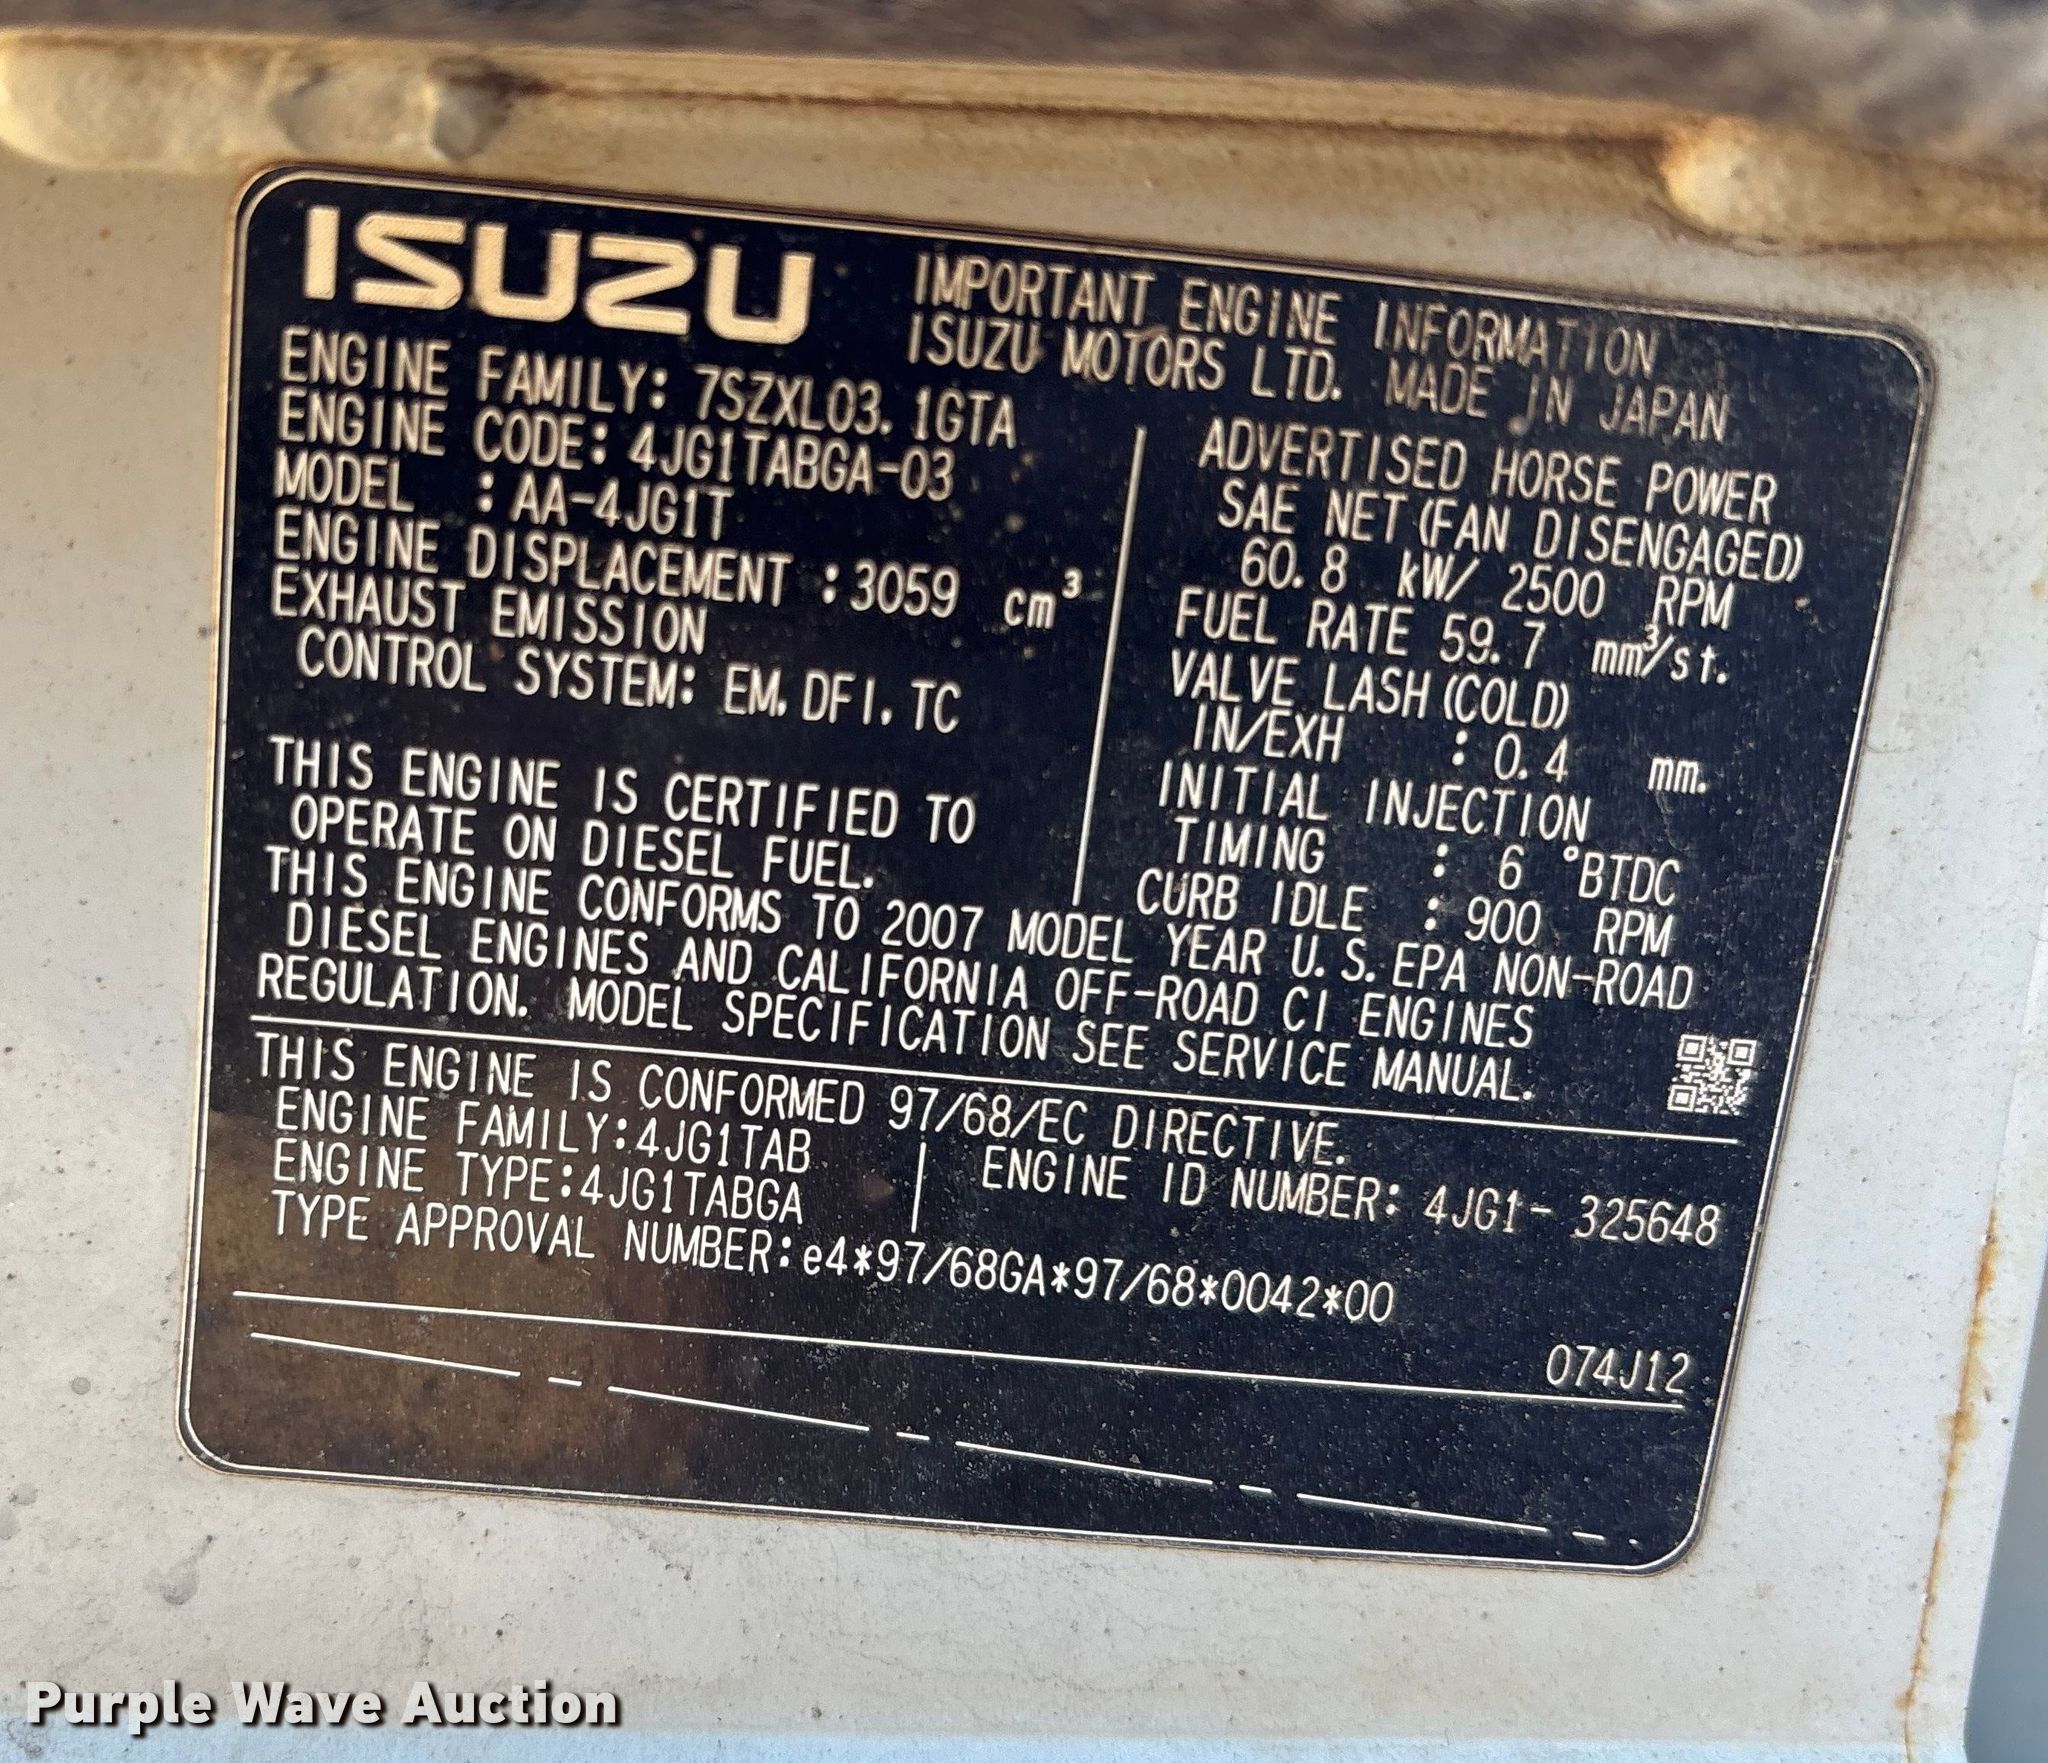 ISUZU
IMPORTANT ENGINE INFORMATION
ISUZU MOTORS LTD. MADE IN JAPAN
ENGINE FAMILY: 7SZXL03.1GTA
ENGINE CODE: 4JG1TABGA-03
MODEL : AA-4JG1T
ENGINE DISPLACEMENT :3059 cm³
EXHAUST EMISSION
CONTROL SYSTEM: EM.DFI.TC
ADVERTISED HORSE POWER
SAE NET(FAN DISENGAGED)
60.8 kW/ 2500 RPM
FUEL RATE 59.7 mm³/st.
VALVE LASH(COLD)
IN/EXH : 0.4 mm.
INITIAL INJECTION
TIMING : 6 °BTDC
CURB IDLE : 900 RPM
THIS ENGINE IS CERTIFIED TO
OPERATE ON DIESEL FUEL.
THIS ENGINE CONFORMS TO 2007 MODEL YEAR U.S.EPA NON-ROAD
DIESEL ENGINES AND CALIFORNIA OFF-ROAD CI ENGINES
REGULATION. MODEL SPECIFICATION SEE SERVICE MANUAL.
THIS ENGINE IS CONFORMED 97/68/EC DIRECTIVE.
ENGINE FAMILY:4JG1TAB
ENGINE TYPE:4JG1TABGA
ENGINE ID NUMBER: 4JG1- 325648
TYPE APPROVAL NUMBER:e4*97/68GA*97/68*0042*00
074J12
Purple Wave Auction